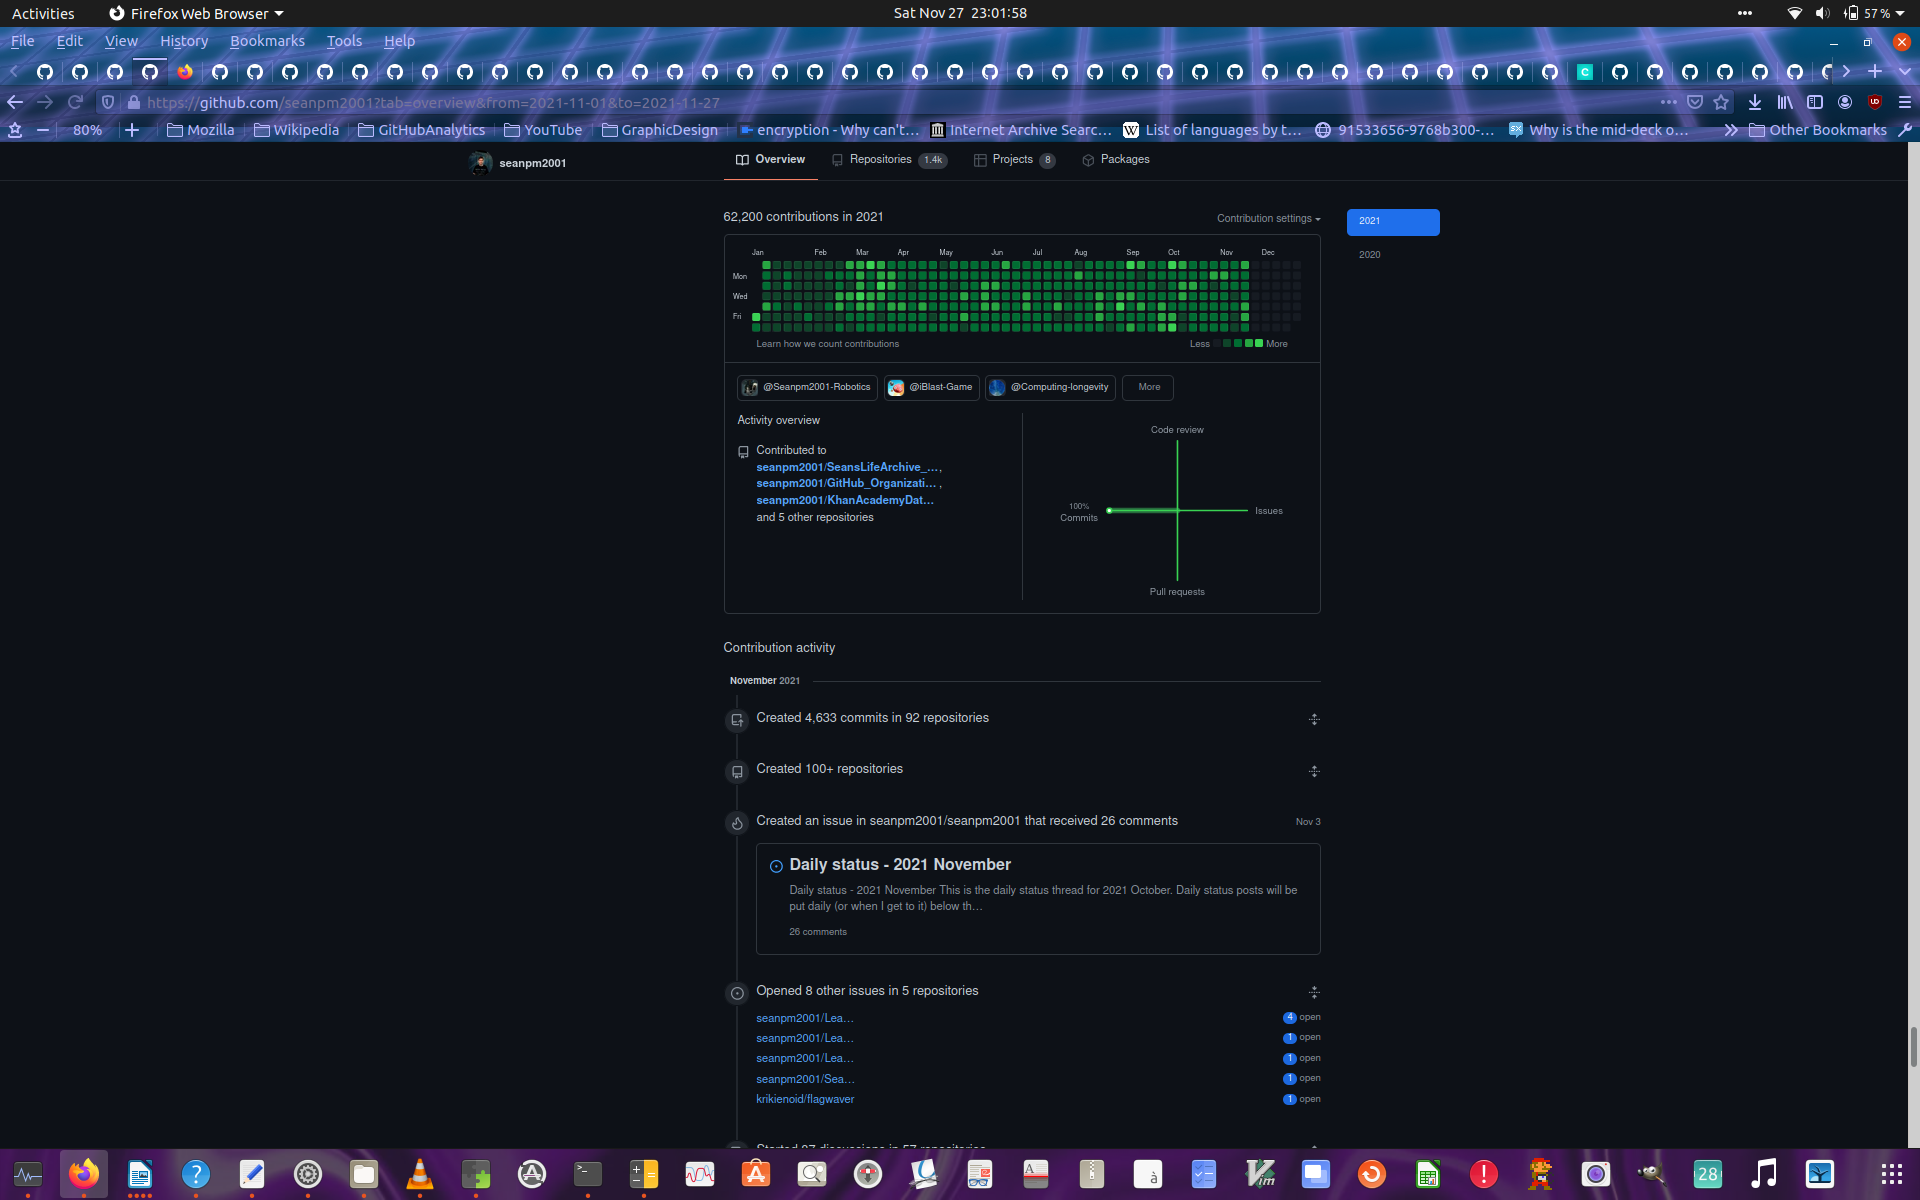 Activities
Firefox Web Browser
Sat Nov 27 23:01:58
57 %
File Edit View History Bookmarks Tools Help
https://github.com/seanpm2001?tab=overview&from=2021-11-01&to=2021-11-27
80%
Mozilla
Wikipedia
GitHubAnalytics
YouTube
GraphicDesign
encryption - Why can't…
Internet Archive Searc…
List of languages by t…
91533656-9768b300-…
Why is the mid-deck o…
Other Bookmarks
seanpm2001
Overview
Repositories 1.4k
Projects 8
Packages
62,200 contributions in 2021
Contribution settings
2021
2020
Jan Feb Mar Apr May Jun Jul Aug Sep Oct Nov Dec
Mon
Wed
Fri
Learn how we count contributions
Less
More
@Seanpm2001-Robotics
@iBlast-Game
@Computing-longevity
More
Activity overview
Contributed to
seanpm2001/SeansLifeArchive_…,
seanpm2001/GitHub_Organizati… ,
seanpm2001/KhanAcademyDat…
and 5 other repositories
Code review
100%
Commits
Issues
Pull requests
Contribution activity
November 2021
Created 4,633 commits in 92 repositories
Created 100+ repositories
Created an issue in seanpm2001/seanpm2001 that received 26 comments
Nov 3
Daily status - 2021 November
Daily status - 2021 November This is the daily status thread for 2021 October. Daily status posts will be
put daily (or when I get to it) below th…
26 comments
Opened 8 other issues in 5 repositories
seanpm2001/Lea…
4 open
seanpm2001/Lea…
1 open
seanpm2001/Lea…
1 open
seanpm2001/Sea…
1 open
krikienoid/flagwaver
1 open
28